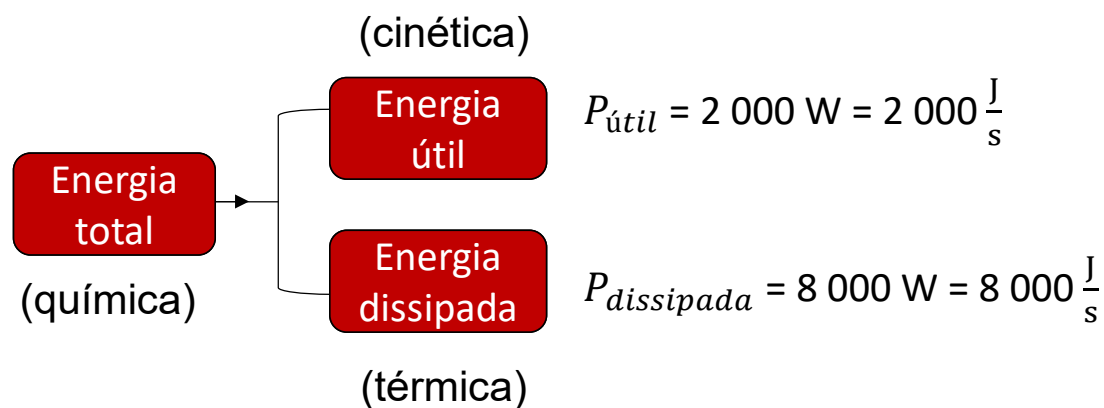 (cinética)
Energia
útil
P_útil = 2 000 W = 2 000 J/s
Energia
total
(química)
Energia
dissipada
P_dissipada = 8 000 W = 8 000 J/s
(térmica)